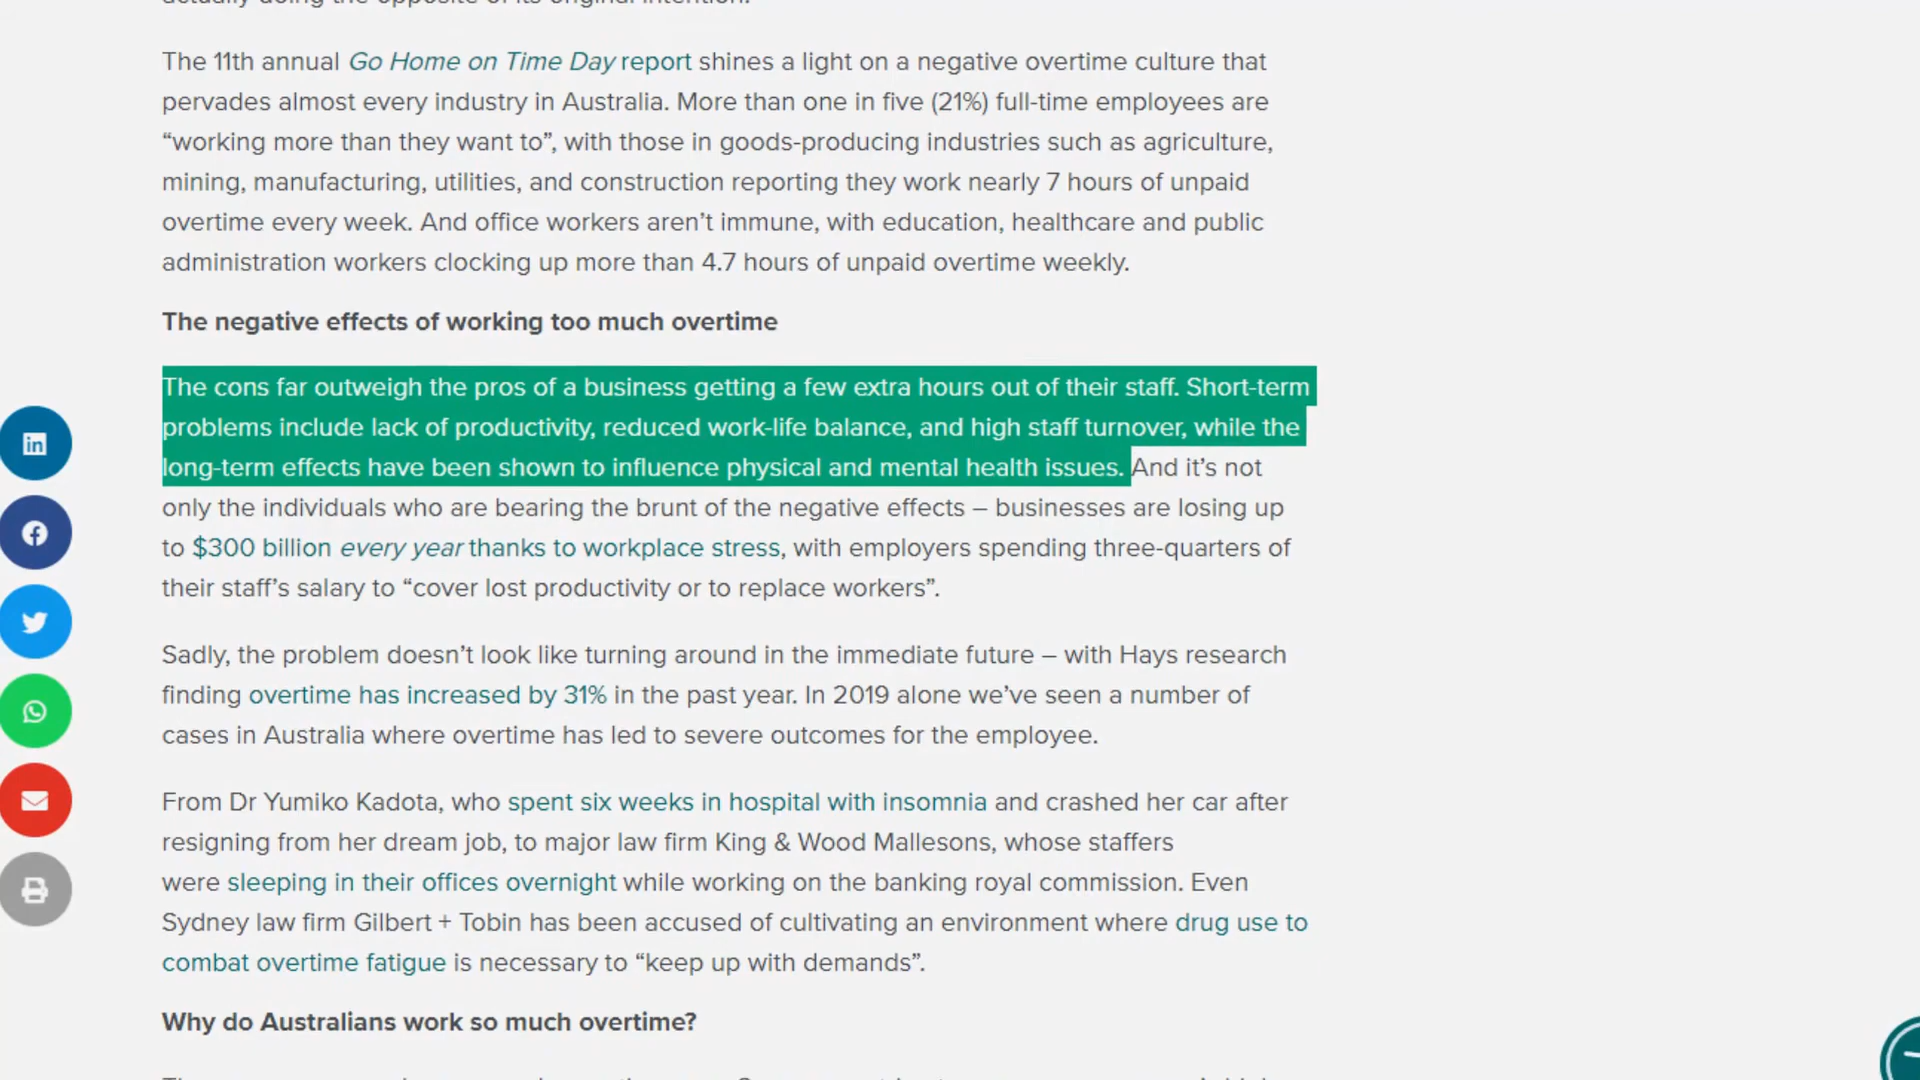 The 11th annual Go Home on Time Day report shines a light on a negative overtime culture that
pervades almost every industry in Australia. More than one in five (21%) full-time employees are
“working more than they want to”, with those in goods-producing industries such as agriculture,
mining, manufacturing, utilities, and construction reporting they work nearly 7 hours of unpaid
overtime every week. And office workers aren’t immune, with education, healthcare and public
administration workers clocking up more than 4.7 hours of unpaid overtime weekly.
The negative effects of working too much overtime
The cons far outweigh the pros of a business getting a few extra hours out of their staff. Short-term
problems include lack of productivity, reduced work-life balance, and high staff turnover, while the
long-term effects have been shown to influence physical and mental health issues. And it’s not
only the individuals who are bearing the brunt of the negative effects – businesses are losing up
to $300 billion every year thanks to workplace stress, with employers spending three-quarters of
their staff’s salary to “cover lost productivity or to replace workers”.
Sadly, the problem doesn’t look like turning around in the immediate future – with Hays research
finding overtime has increased by 31% in the past year. In 2019 alone we’ve seen a number of
cases in Australia where overtime has led to severe outcomes for the employee.
From Dr Yumiko Kadota, who spent six weeks in hospital with insomnia and crashed her car after
resigning from her dream job, to major law firm King & Wood Mallesons, whose staffers
were sleeping in their offices overnight while working on the banking royal commission. Even
Sydney law firm Gilbert + Tobin has been accused of cultivating an environment where drug use to
combat overtime fatigue is necessary to “keep up with demands”.
Why do Australians work so much overtime?